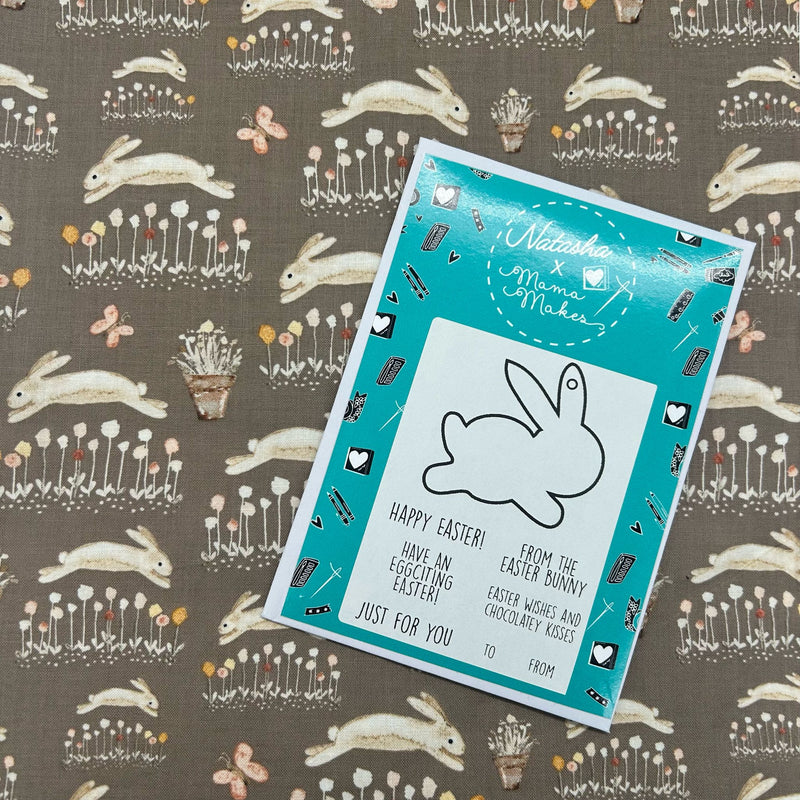 Natasha
x
Mama
Makes
HAPPY EASTER!
HAVE AN
EGGCITING
EASTER!
JUST FOR YOU
FROM THE
EASTER BUNNY
EASTER WISHES AND
CHOCOLATEY KISSES
TO
FROM